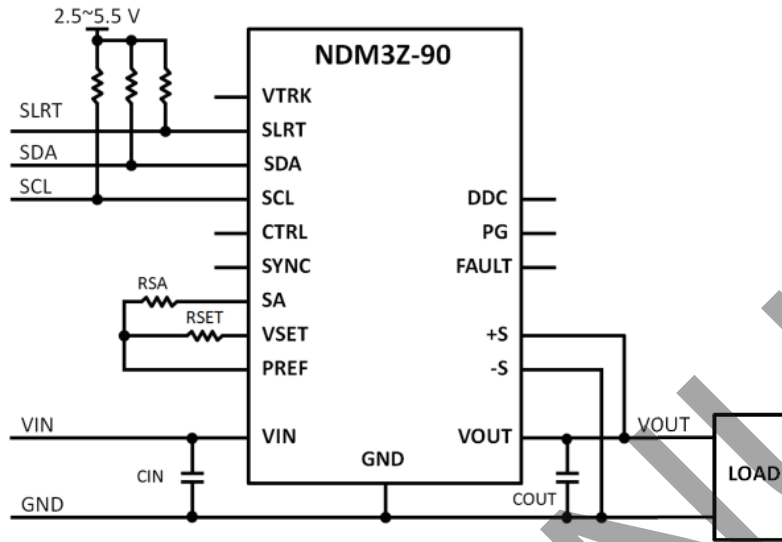 2.5~5.5 V
NDM3Z-90
VTRK
SLRT
SLRT
SDA
SDA
SCL
SCL
DDC
CTRL
PG
SYNC
FAULT
RSA
SA
RSET
VSET
+S
PREF
-S
VIN
VIN
VOUT
VOUT
GND
LOAD
CIN
COUT
GND